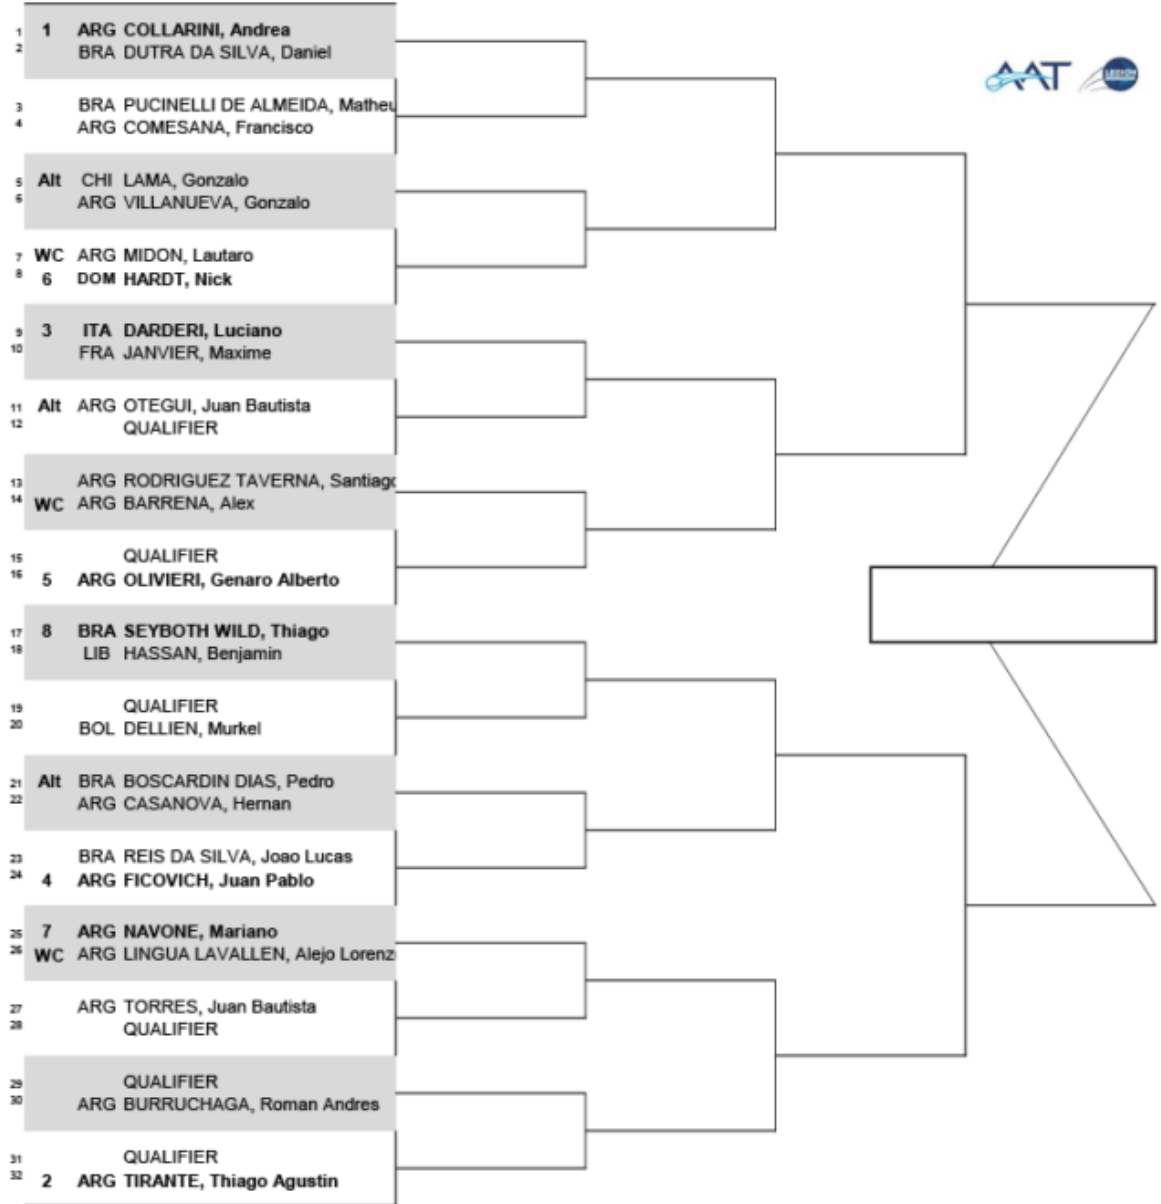 1 1 ARG COLLARINI, Andrea
2 BRA DUTRA DA SILVA, Daniel
AAT
LEGION
3 BRA PUCINELLI DE ALMEIDA, Matheu
4 ARG COMESANA, Francisco
5 Alt CHI LAMA, Gonzalo
6 ARG VILLANUEVA, Gonzalo
7 WC ARG MIDON, Lautaro
8 6 DOM HARDT, Nick
9 3 ITA DARDERI, Luciano
10 FRA JANVIER, Maxime
11 Alt ARG OTEGUI, Juan Bautista
12 QUALIFIER
13 ARG RODRIGUEZ TAVERNA, Santiago
14 WC ARG BARRENA, Alex
15 QUALIFIER
16 5 ARG OLIVIERI, Genaro Alberto
17 8 BRA SEYBOTH WILD, Thiago
18 LIB HASSAN, Benjamin
19 QUALIFIER
20 BOL DELLIEN, Murkel
21 Alt BRA BOSCARDIN DIAS, Pedro
22 ARG CASANOVA, Hernan
23 BRA REIS DA SILVA, Joao Lucas
24 4 ARG FICOVICH, Juan Pablo
25 7 ARG NAVONE, Mariano
26 WC ARG LINGUA LAVALLEN, Alejo Lorenz
27 ARG TORRES, Juan Bautista
28 QUALIFIER
29 QUALIFIER
30 ARG BURRUCHAGA, Roman Andres
31 QUALIFIER
32 2 ARG TIRANTE, Thiago Agustin